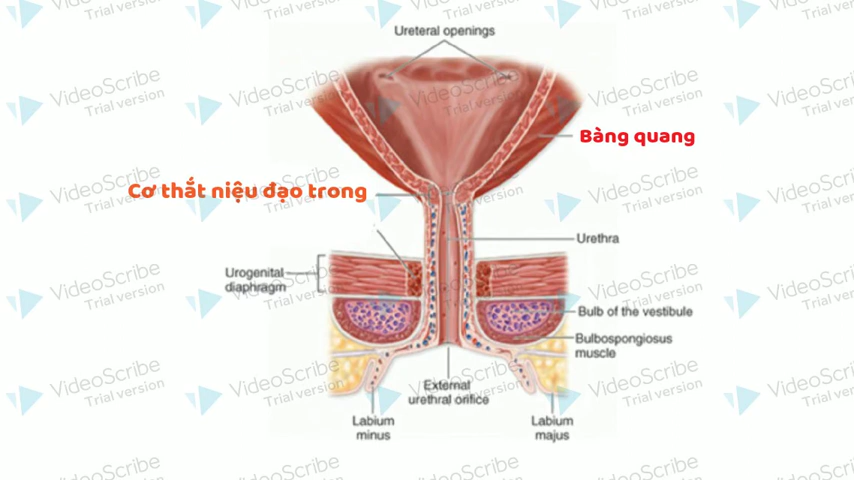 Ureteral openings
Bàng quang
Cơ thắt niệu đạo trong
Urethra
Urogenital
diaphragm
Bulb of the vestibule
Bulbospongiosus
muscle
External
urethral orifice
Labium
minus
Labium
majus
VideoScribe
Trial version